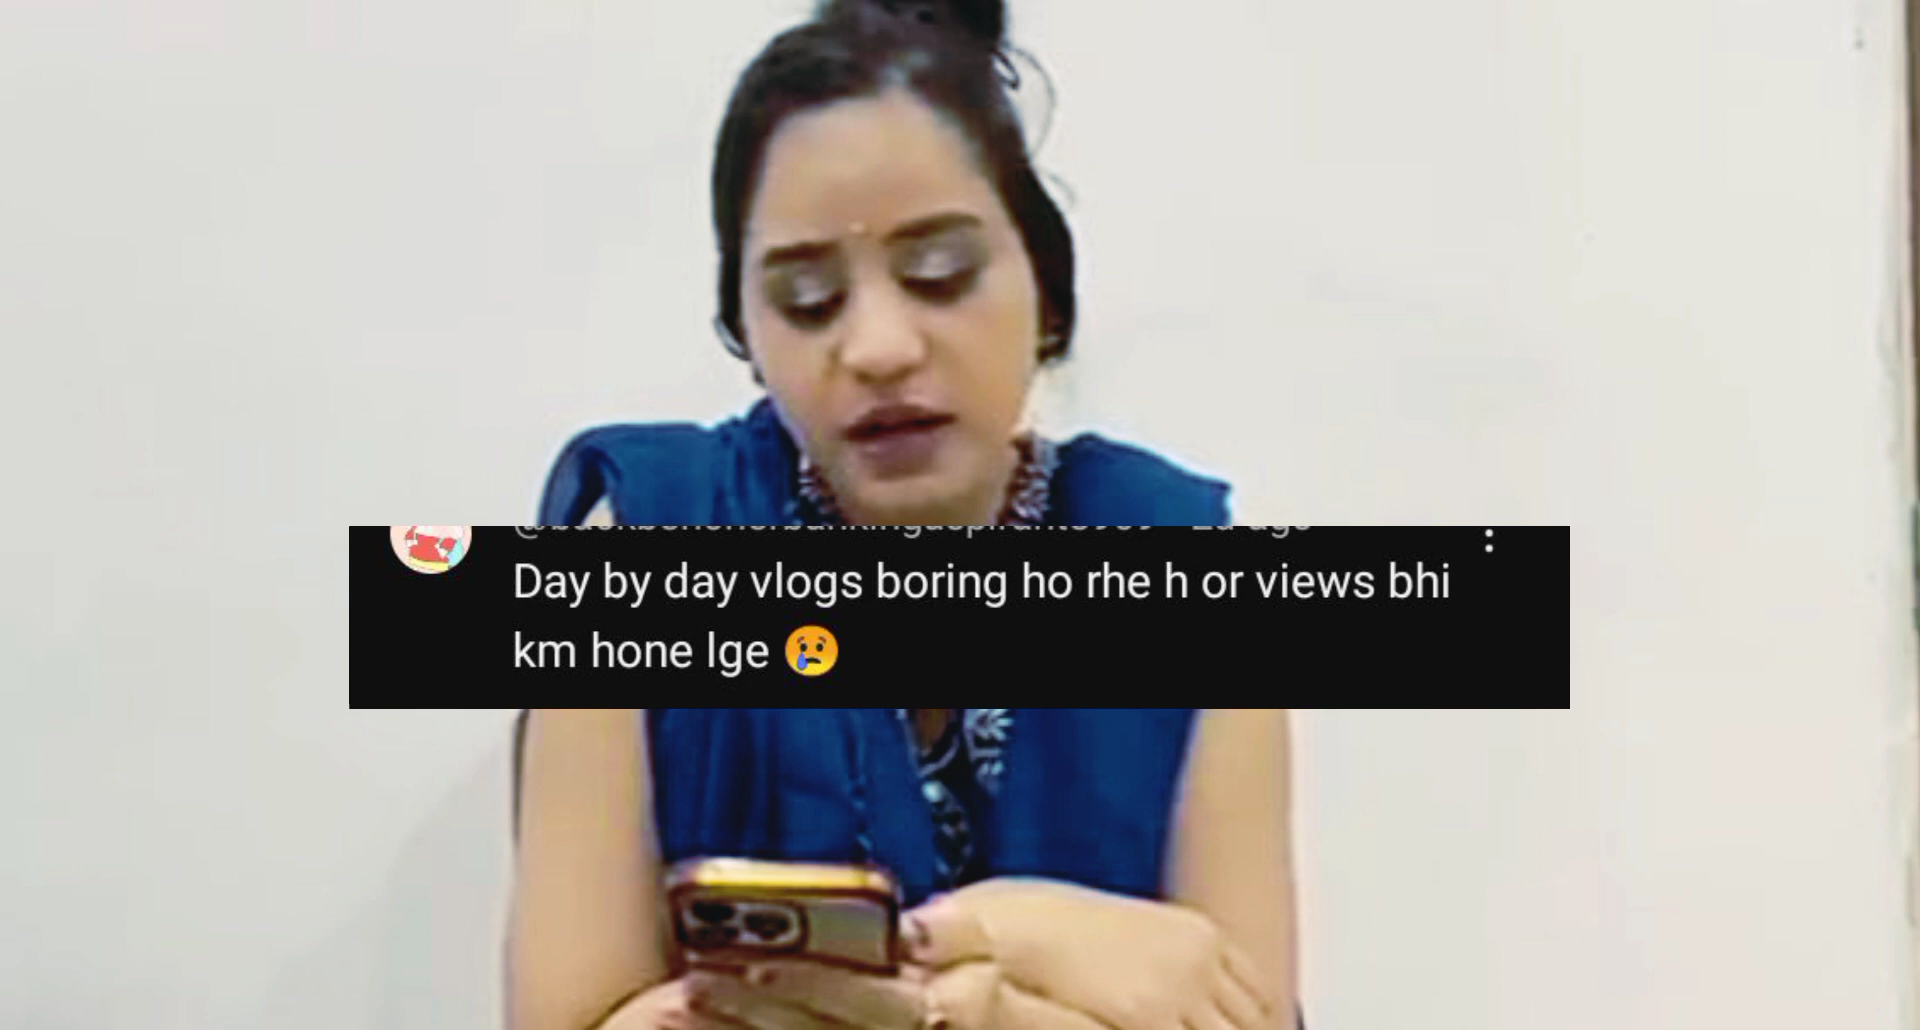 Day by day vlogs boring ho rhe h or views bhi
km hone lge 😢